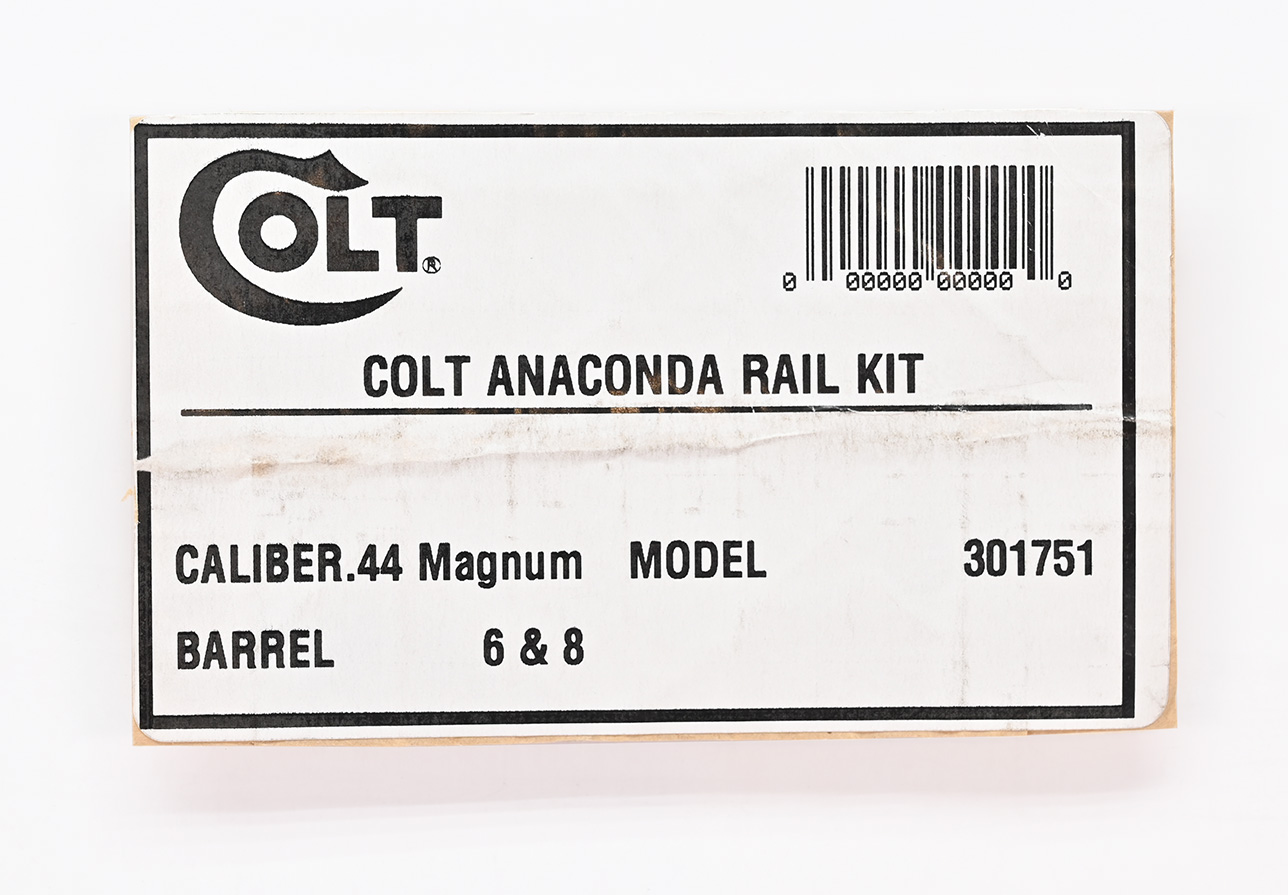 COLT®
0 00000 00000 0
COLT ANACONDA RAIL KIT
CALIBER.44 Magnum MODEL 301751
BARREL 6 & 8